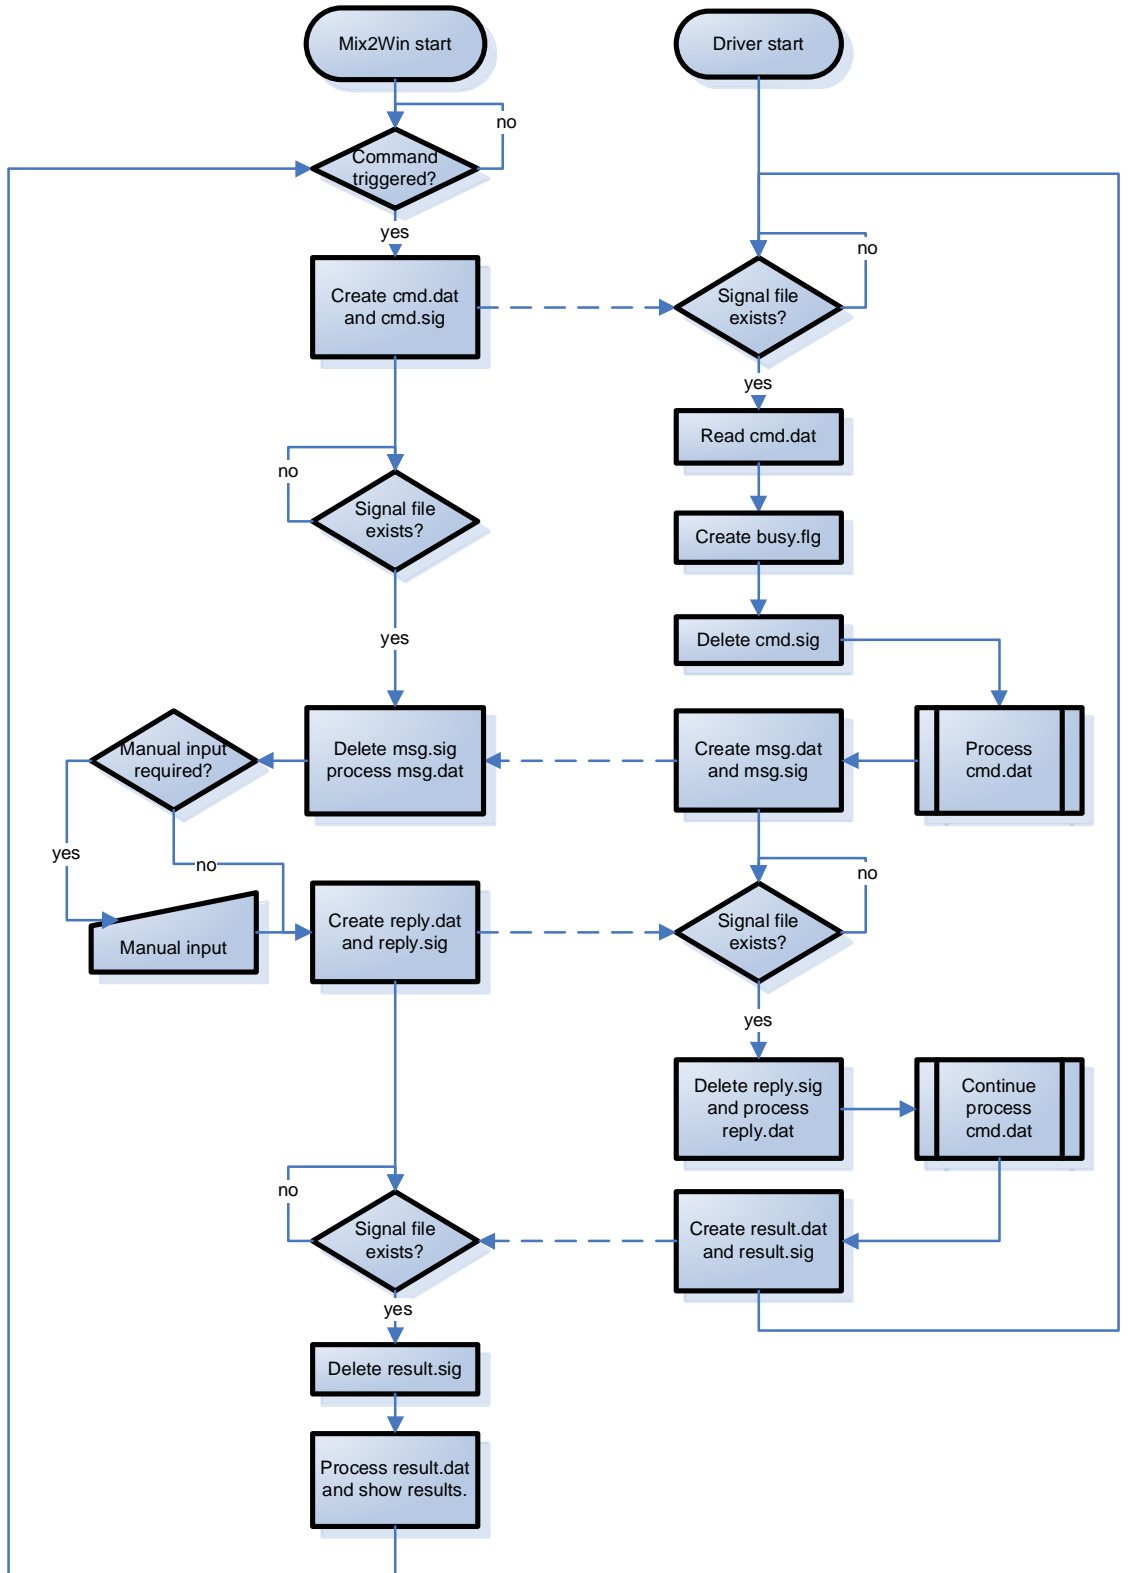 Mix2Win start
Driver start
no
Command
triggered?
yes
no
Create cmd.dat
and cmd.sig
Signal file
exists?
yes
Read cmd.dat
no
Signal file
exists?
Create busy.flg
yes
Delete cmd.sig
Manual input
required?
Delete msg.sig
process msg.dat
Create msg.dat
and msg.sig
Process
cmd.dat
yes
no
no
Manual input
Create reply.dat
and reply.sig
Signal file
exists?
yes
Delete reply.sig
and process
reply.dat
Continue
process
cmd.dat
no
Signal file
exists?
Create result.dat
and result.sig
yes
Delete result.sig
Process result.dat
and show results.